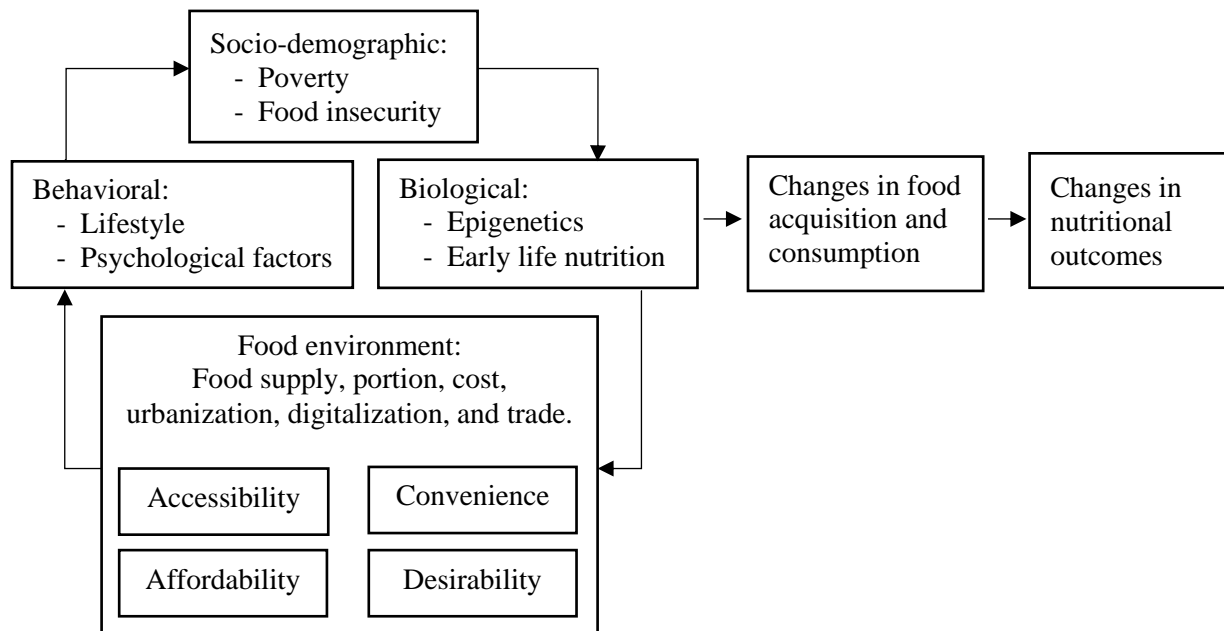 Socio-demographic:
- Poverty
- Food insecurity
Behavioral:
- Lifestyle
- Psychological factors
Biological:
- Epigenetics
- Early life nutrition
Changes in food
acquisition and
consumption
Changes in
nutritional
outcomes
Food environment:
Food supply, portion, cost,
urbanization, digitalization, and trade.
Accessibility
Convenience
Affordability
Desirability